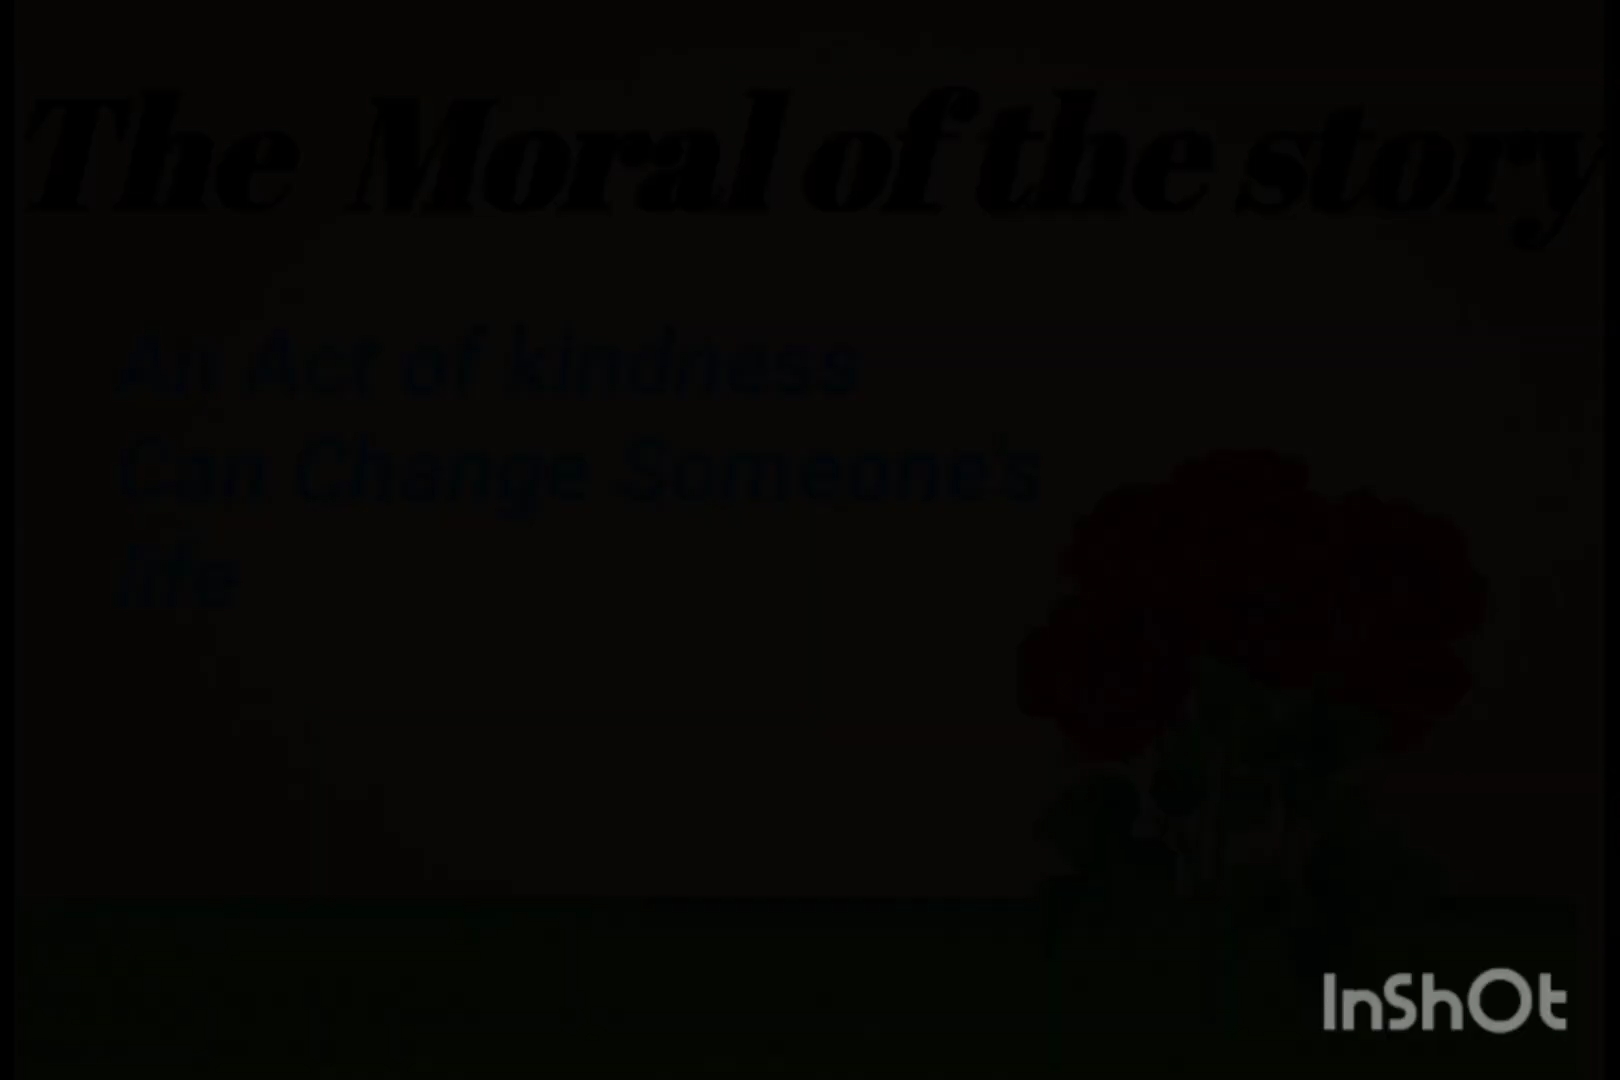 The Moral of the story
An Act of kindness
Can Change Someone's
life
InShOt